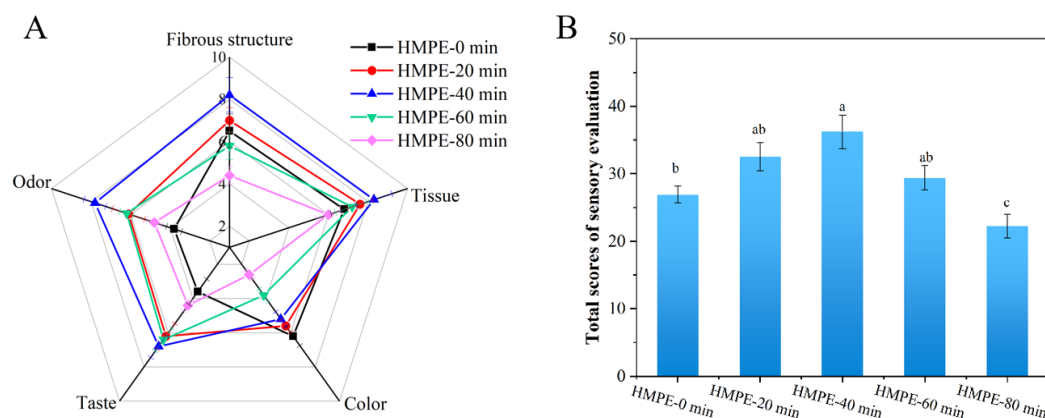 A
Fibrous structure
10
8
6
4
2
Odor
Tissue
Taste
Color
HMPE-0 min
HMPE-20 min
HMPE-40 min
HMPE-60 min
HMPE-80 min
B
Total scores of sensory evaluation
50
40
30
20
10
0
b
ab
a
ab
c
HMPE-0 min
HMPE-20 min
HMPE-40 min
HMPE-60 min
HMPE-80 min